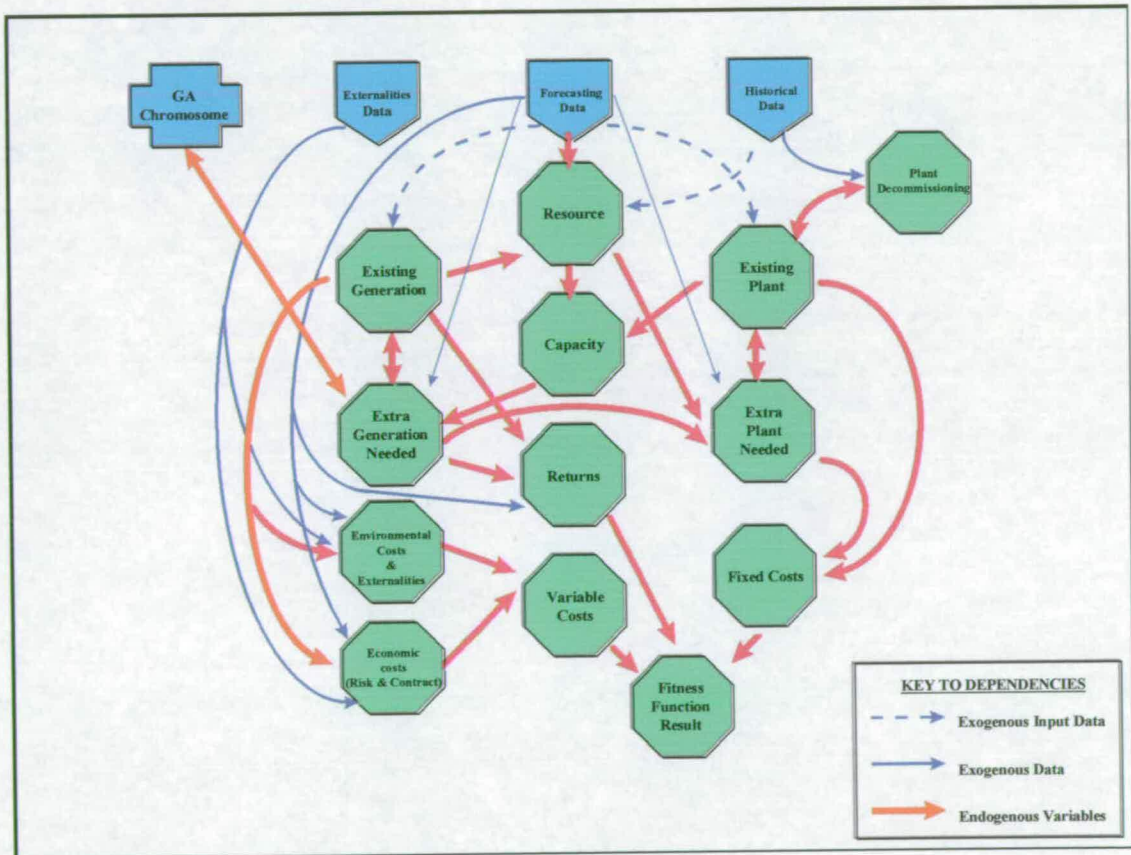 GA
Chromosome
Externalities
Data
Forecasting
Data
Historical
Data
Plant
Decommissioning
Resource
Existing
Generation
Existing
Plant
Capacity
Extra
Generation
Needed
Extra
Plant
Needed
Returns
Environmental
Costs
&
Externalities
Fixed Costs
Variable
Costs
Economic
costs
(Risk & Contract)
Fitness
Function
Result
KEY TO DEPENDENCIES
Exogenous Input Data
Exogenous Data
Endogenous Variables